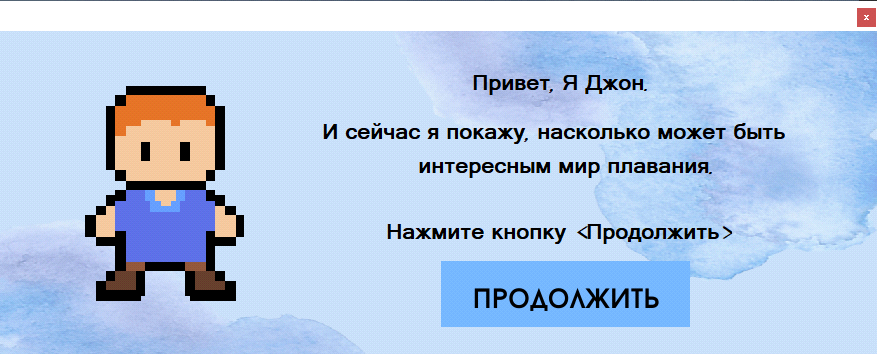 x
Привет, Я Джон.
И сейчас я покажу, насколько может быть
интересным мир плавания.
Нажмите кнопку <Продолжить>
ПРОДОЛЖИТЬ